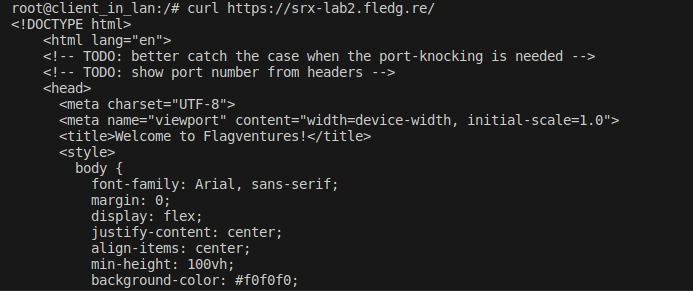 root@client_in_lan:/# curl https://srx-lab2.fledg.re/
<!DOCTYPE html>
<html lang="en">
<!-- TODO: better catch the case when the port-knocking is needed -->
<!-- TODO: show port number from headers -->
<head>
<meta charset="UTF-8">
<meta name="viewport" content="width=device-width, initial-scale=1.0">
<title>Welcome to Flagventures!</title>
<style>
body {
font-family: Arial, sans-serif;
margin: 0;
display: flex;
justify-content: center;
align-items: center;
min-height: 100vh;
background-color: #f0f0f0;